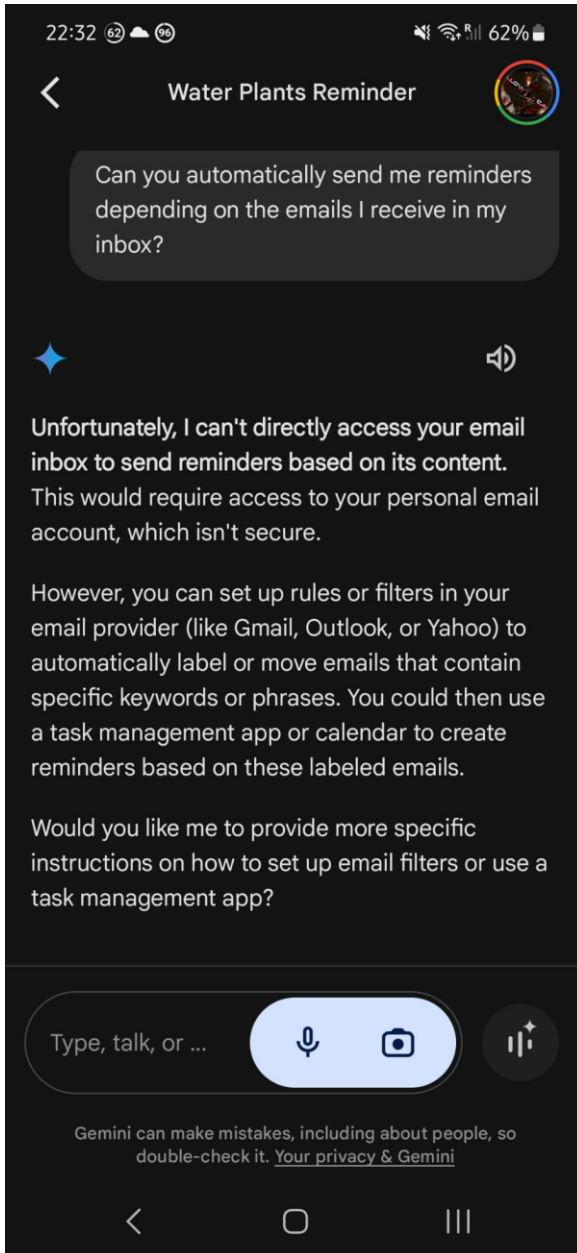 22:32 62 96 R 62%
Water Plants Reminder
Can you automatically send me reminders
depending on the emails I receive in my
inbox?
Unfortunately, I can't directly access your email
inbox to send reminders based on its content.
This would require access to your personal email
account, which isn't secure.
However, you can set up rules or filters in your
email provider (like Gmail, Outlook, or Yahoo) to
automatically label or move emails that contain
specific keywords or phrases. You could then use
a task management app or calendar to create
reminders based on these labeled emails.
Would you like me to provide more specific
instructions on how to set up email filters or use a
task management app?
Type, talk, or ...
Gemini can make mistakes, including about people, so
double-check it. Your privacy & Gemini